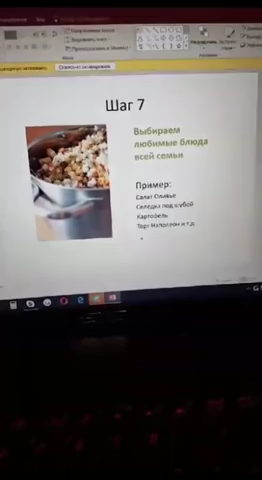 Шаг 7
Выбираем
любимые блюда
всей семьи
Пример:
Салат Оливье
Селедка под шубой
Картофель
Торт Наполеон и т.д.